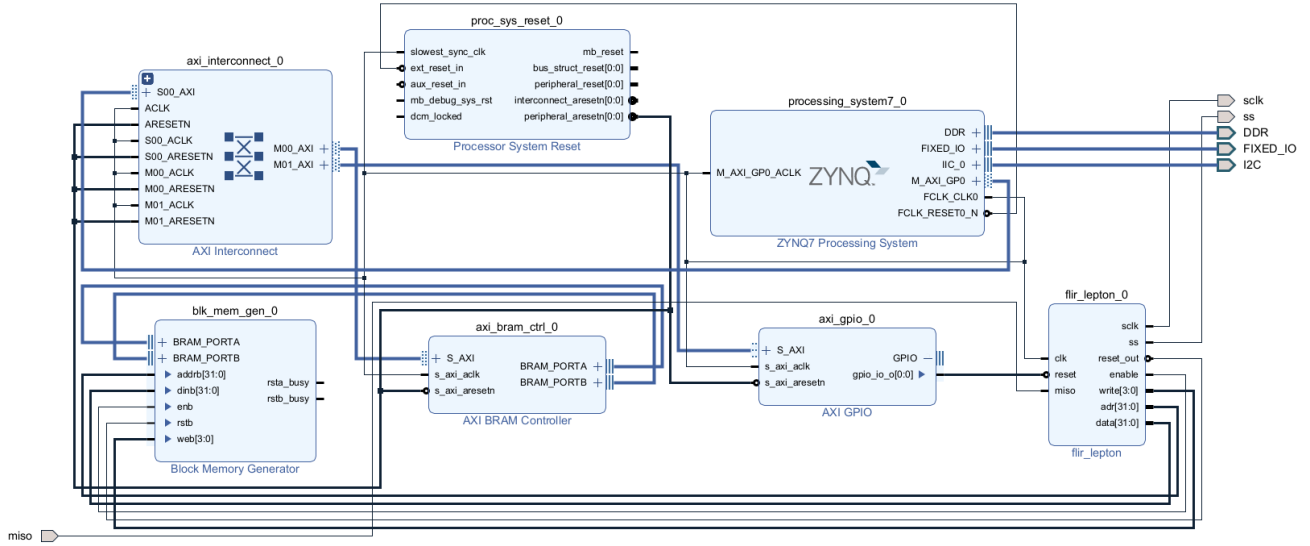 proc_sys_reset_0
slowest_sync_clk
ext_reset_in
aux_reset_in
mb_debug_sys_rst
dcm_locked
mb_reset
bus_struct_reset[0:0]
peripheral_reset[0:0]
interconnect_aresetn[0:0]
peripheral_aresetn[0:0]
Processor System Reset
axi_interconnect_0
S00_AXI
ACLK
ARESETN
S00_ACLK
S00_ARESETN
M00_ACLK
M00_ARESETN
M01_ACLK
M01_ARESETN
M00_AXI
M01_AXI
AXI Interconnect
processing_system7_0
M_AXI_GP0_ACLK
ZYNQ
DDR
FIXED_IO
IIC_0
M_AXI_GP0
FCLK_CLK0
FCLK_RESET0_N
ZYNQ7 Processing System
sclk
ss
DDR
FIXED_IO
I2C
blk_mem_gen_0
BRAM_PORTA
BRAM_PORTB
addrb[31:0]
dinb[31:0]
enb
rstb
web[3:0]
rsta_busy
rstb_busy
Block Memory Generator
axi_bram_ctrl_0
S_AXI
s_axi_aclk
s_axi_aresetn
BRAM_PORTA
BRAM_PORTB
AXI BRAM Controller
axi_gpio_0
S_AXI
s_axi_aclk
s_axi_aresetn
GPIO
gpio_io_o[0:0]
AXI GPIO
flir_lepton_0
clk
reset
miso
sclk
ss
reset_out
enable
write[3:0]
adr[31:0]
data[31:0]
flir_lepton
miso